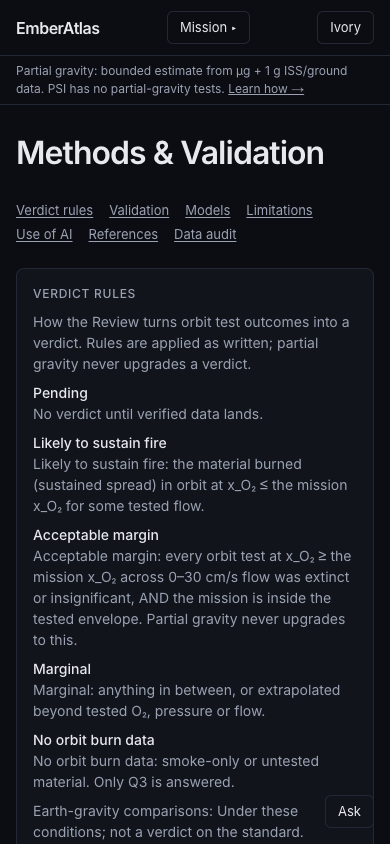 EmberAtlas
Mission ▸
Ivory
Partial gravity: bounded estimate from µg + 1 g ISS/ground
data. PSI has no partial-gravity tests. Learn how →
Methods & Validation
Verdict rules Validation Models Limitations
Use of AI References Data audit
VERDICT RULES
How the Review turns orbit test outcomes into a
verdict. Rules are applied as written; partial
gravity never upgrades a verdict.
Pending
No verdict until verified data lands.
Likely to sustain fire
Likely to sustain fire: the material burned
(sustained spread) in orbit at x_O₂ ≤ the mission
x_O₂ for some tested flow.
Acceptable margin
Acceptable margin: every orbit test at x_O₂ ≥ the
mission x_O₂ across 0–30 cm/s flow was extinct
or insignificant, AND the mission is inside the
tested envelope. Partial gravity never upgrades
to this.
Marginal
Marginal: anything in between, or extrapolated
beyond tested O₂, pressure or flow.
No orbit burn data
No orbit burn data: smoke-only or untested
material. Only Q3 is answered.
Earth-gravity comparisons: Under these
conditions; not a verdict on the standard.
Ask